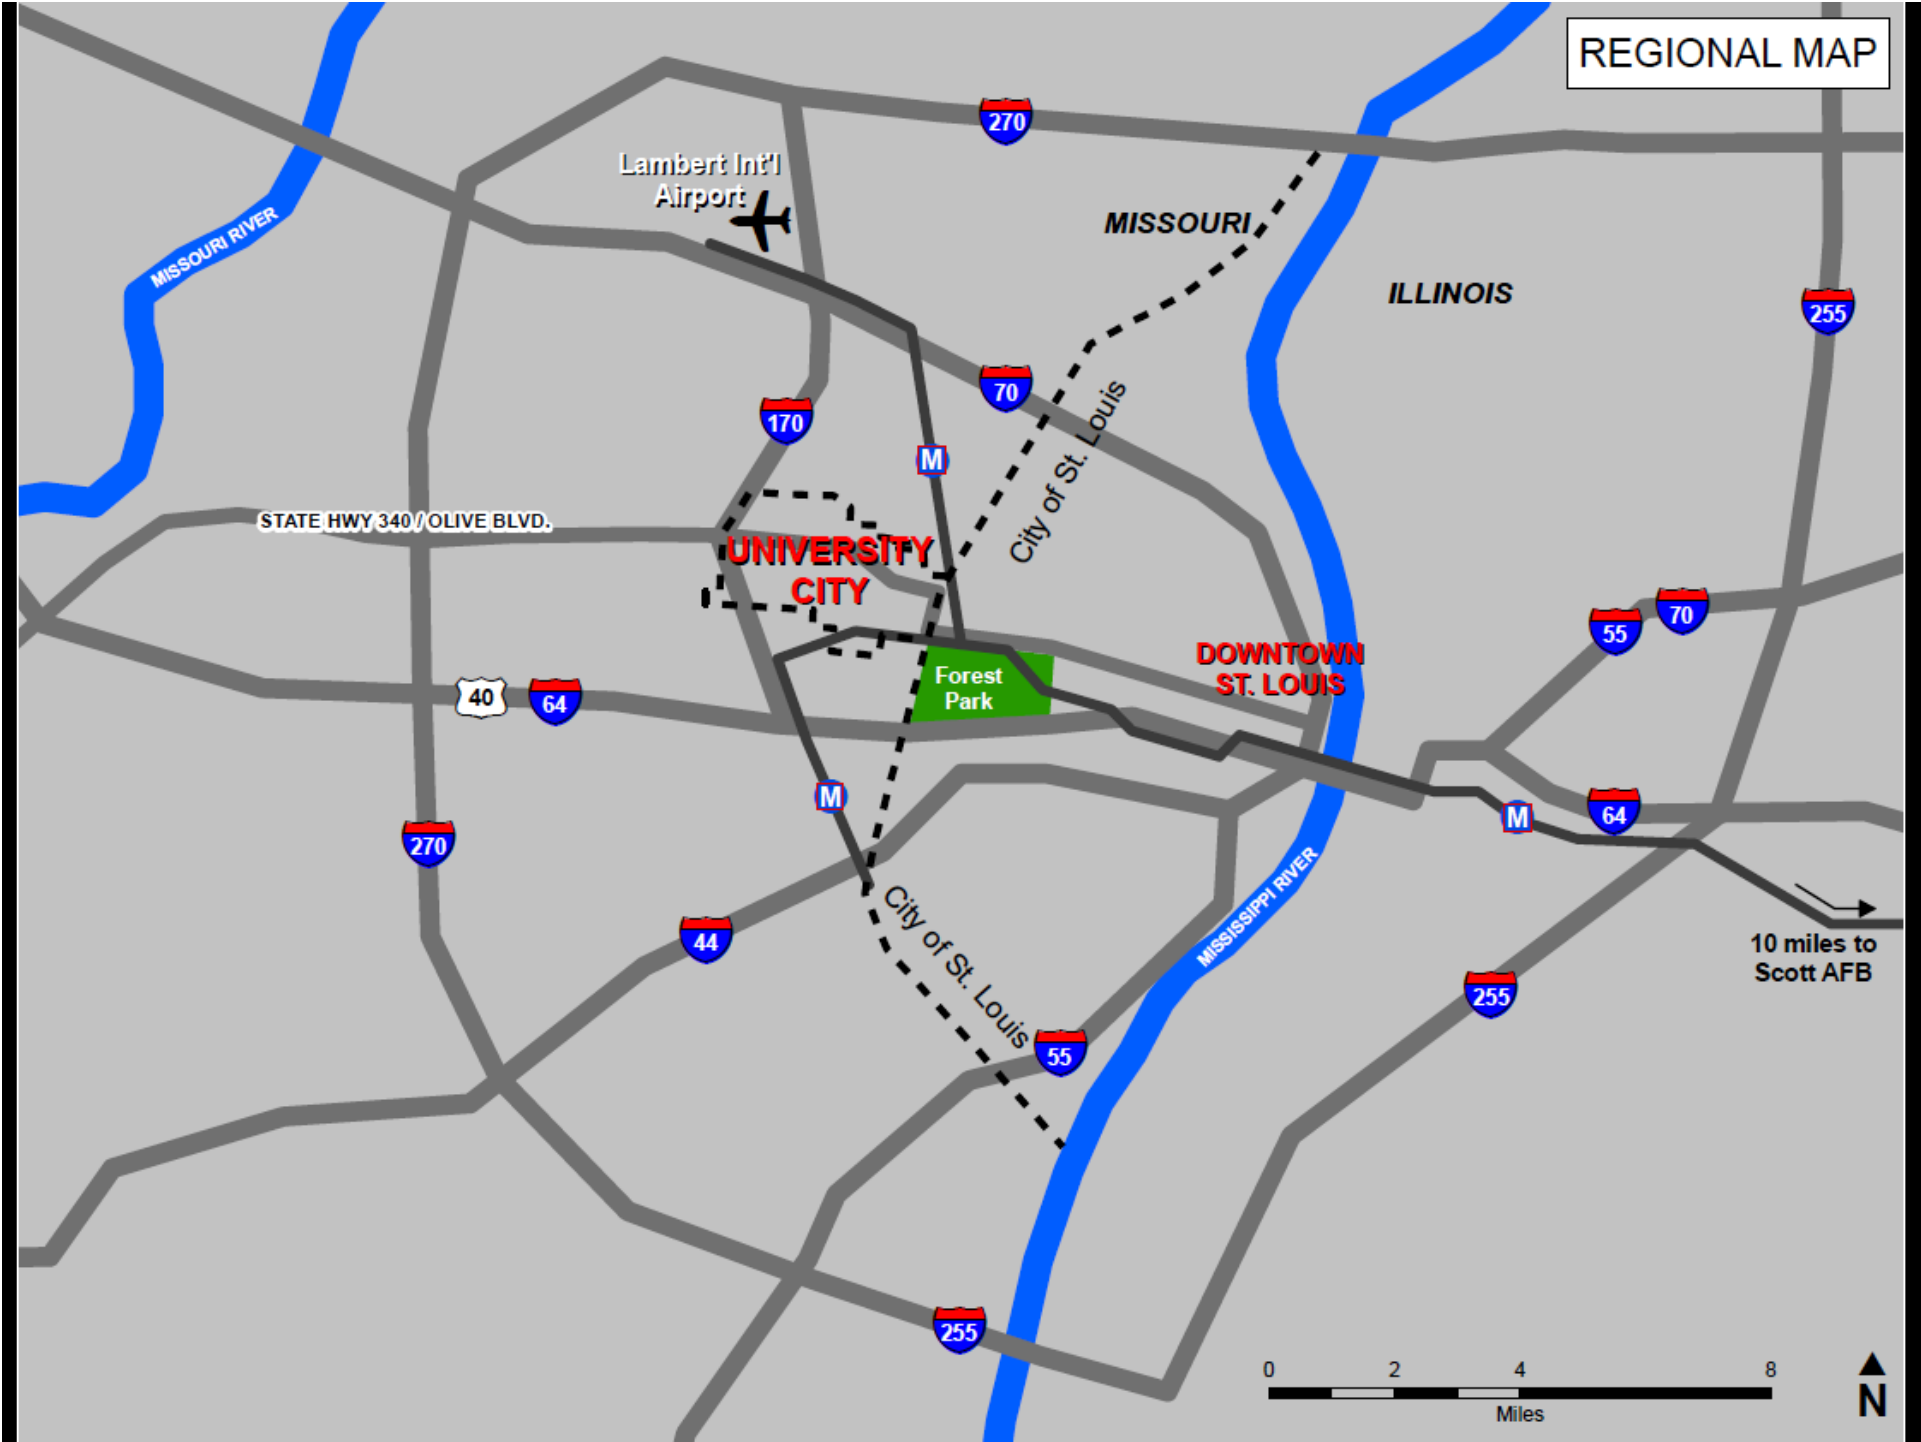 REGIONAL MAP
270
Lambert Int'l
Airport
MISSOURI
MISSOURI RIVER
ILLINOIS
255
70
170
City of St. Louis
M
STATE HWY 340 / OLIVE BLVD.
UNIVERSITY
CITY
70
55
DOWNTOWN
ST. LOUIS
Forest
Park
40
64
M
64
M
270
MISSISSIPPI RIVER
City of St. Louis
44
10 miles to
Scott AFB
255
55
255
0 2 4 8
Miles
N